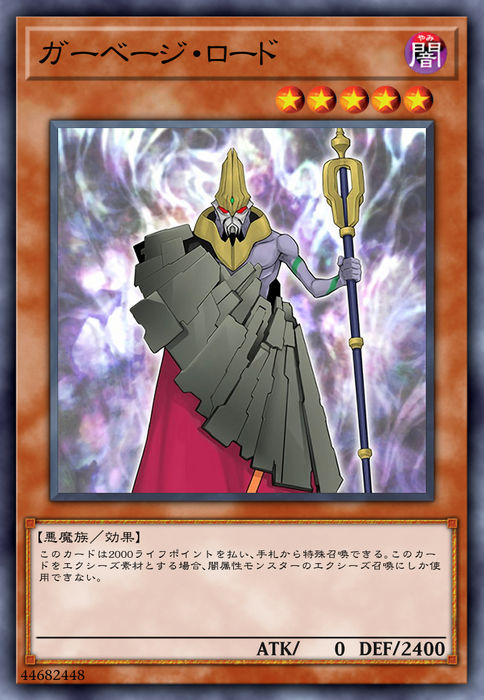 ガーベージ・ロード
やみ
闇
【悪魔族／効果】
このカードは2000ライフポイントを払い、手札から特殊召喚できる。このカー
ドをエクシーズ素材とする場合、闇属性モンスターのエクシーズ召喚にしか使
用できない。
ATK/ 0 DEF/2400
44682448